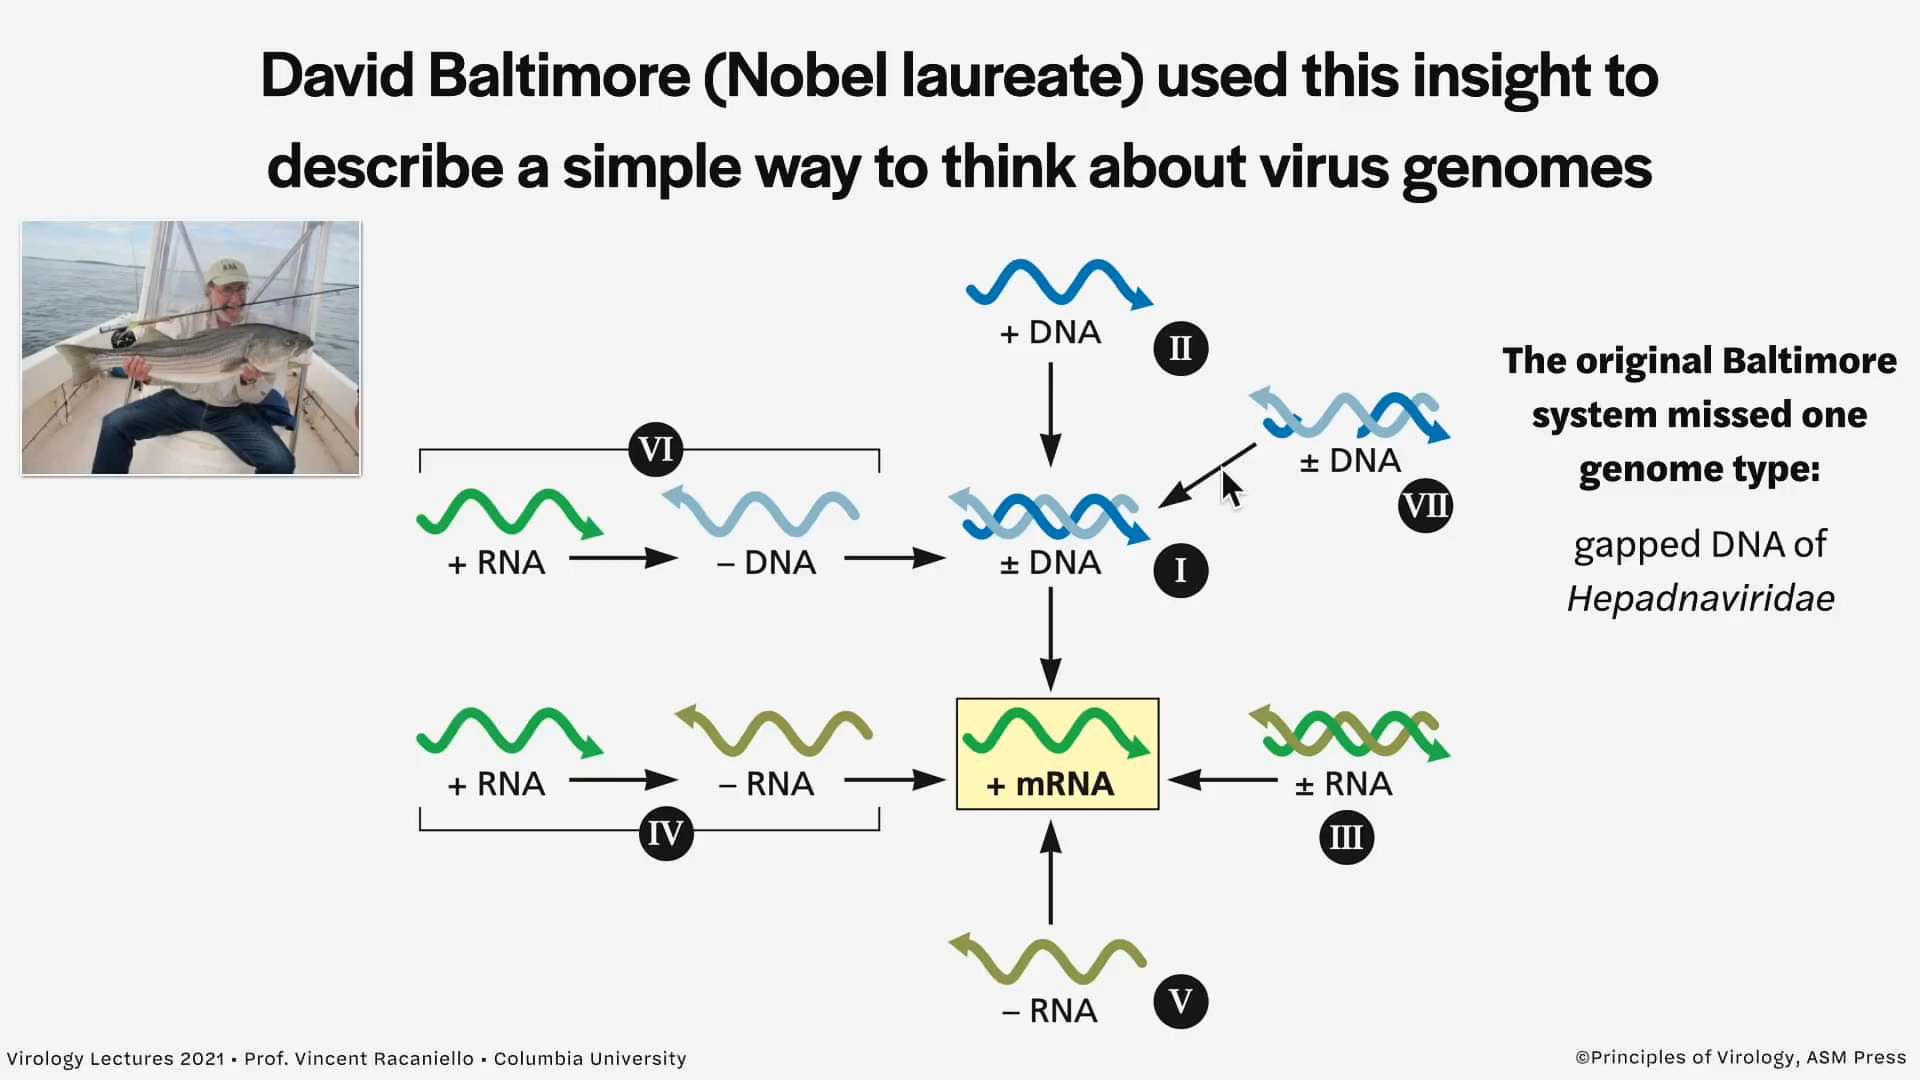 David Baltimore (Nobel laureate) used this insight to
describe a simple way to think about virus genomes
+ DNA
II
The original Baltimore
system missed one
genome type:
gapped DNA of
Hepadnaviridae
± DNA
VII
VI
+ RNA
– DNA
± DNA
I
+ RNA
– RNA
+ mRNA
± RNA
IV
III
– RNA
V
Virology Lectures 2021 • Prof. Vincent Racaniello • Columbia University
©Principles of Virology, ASM Press